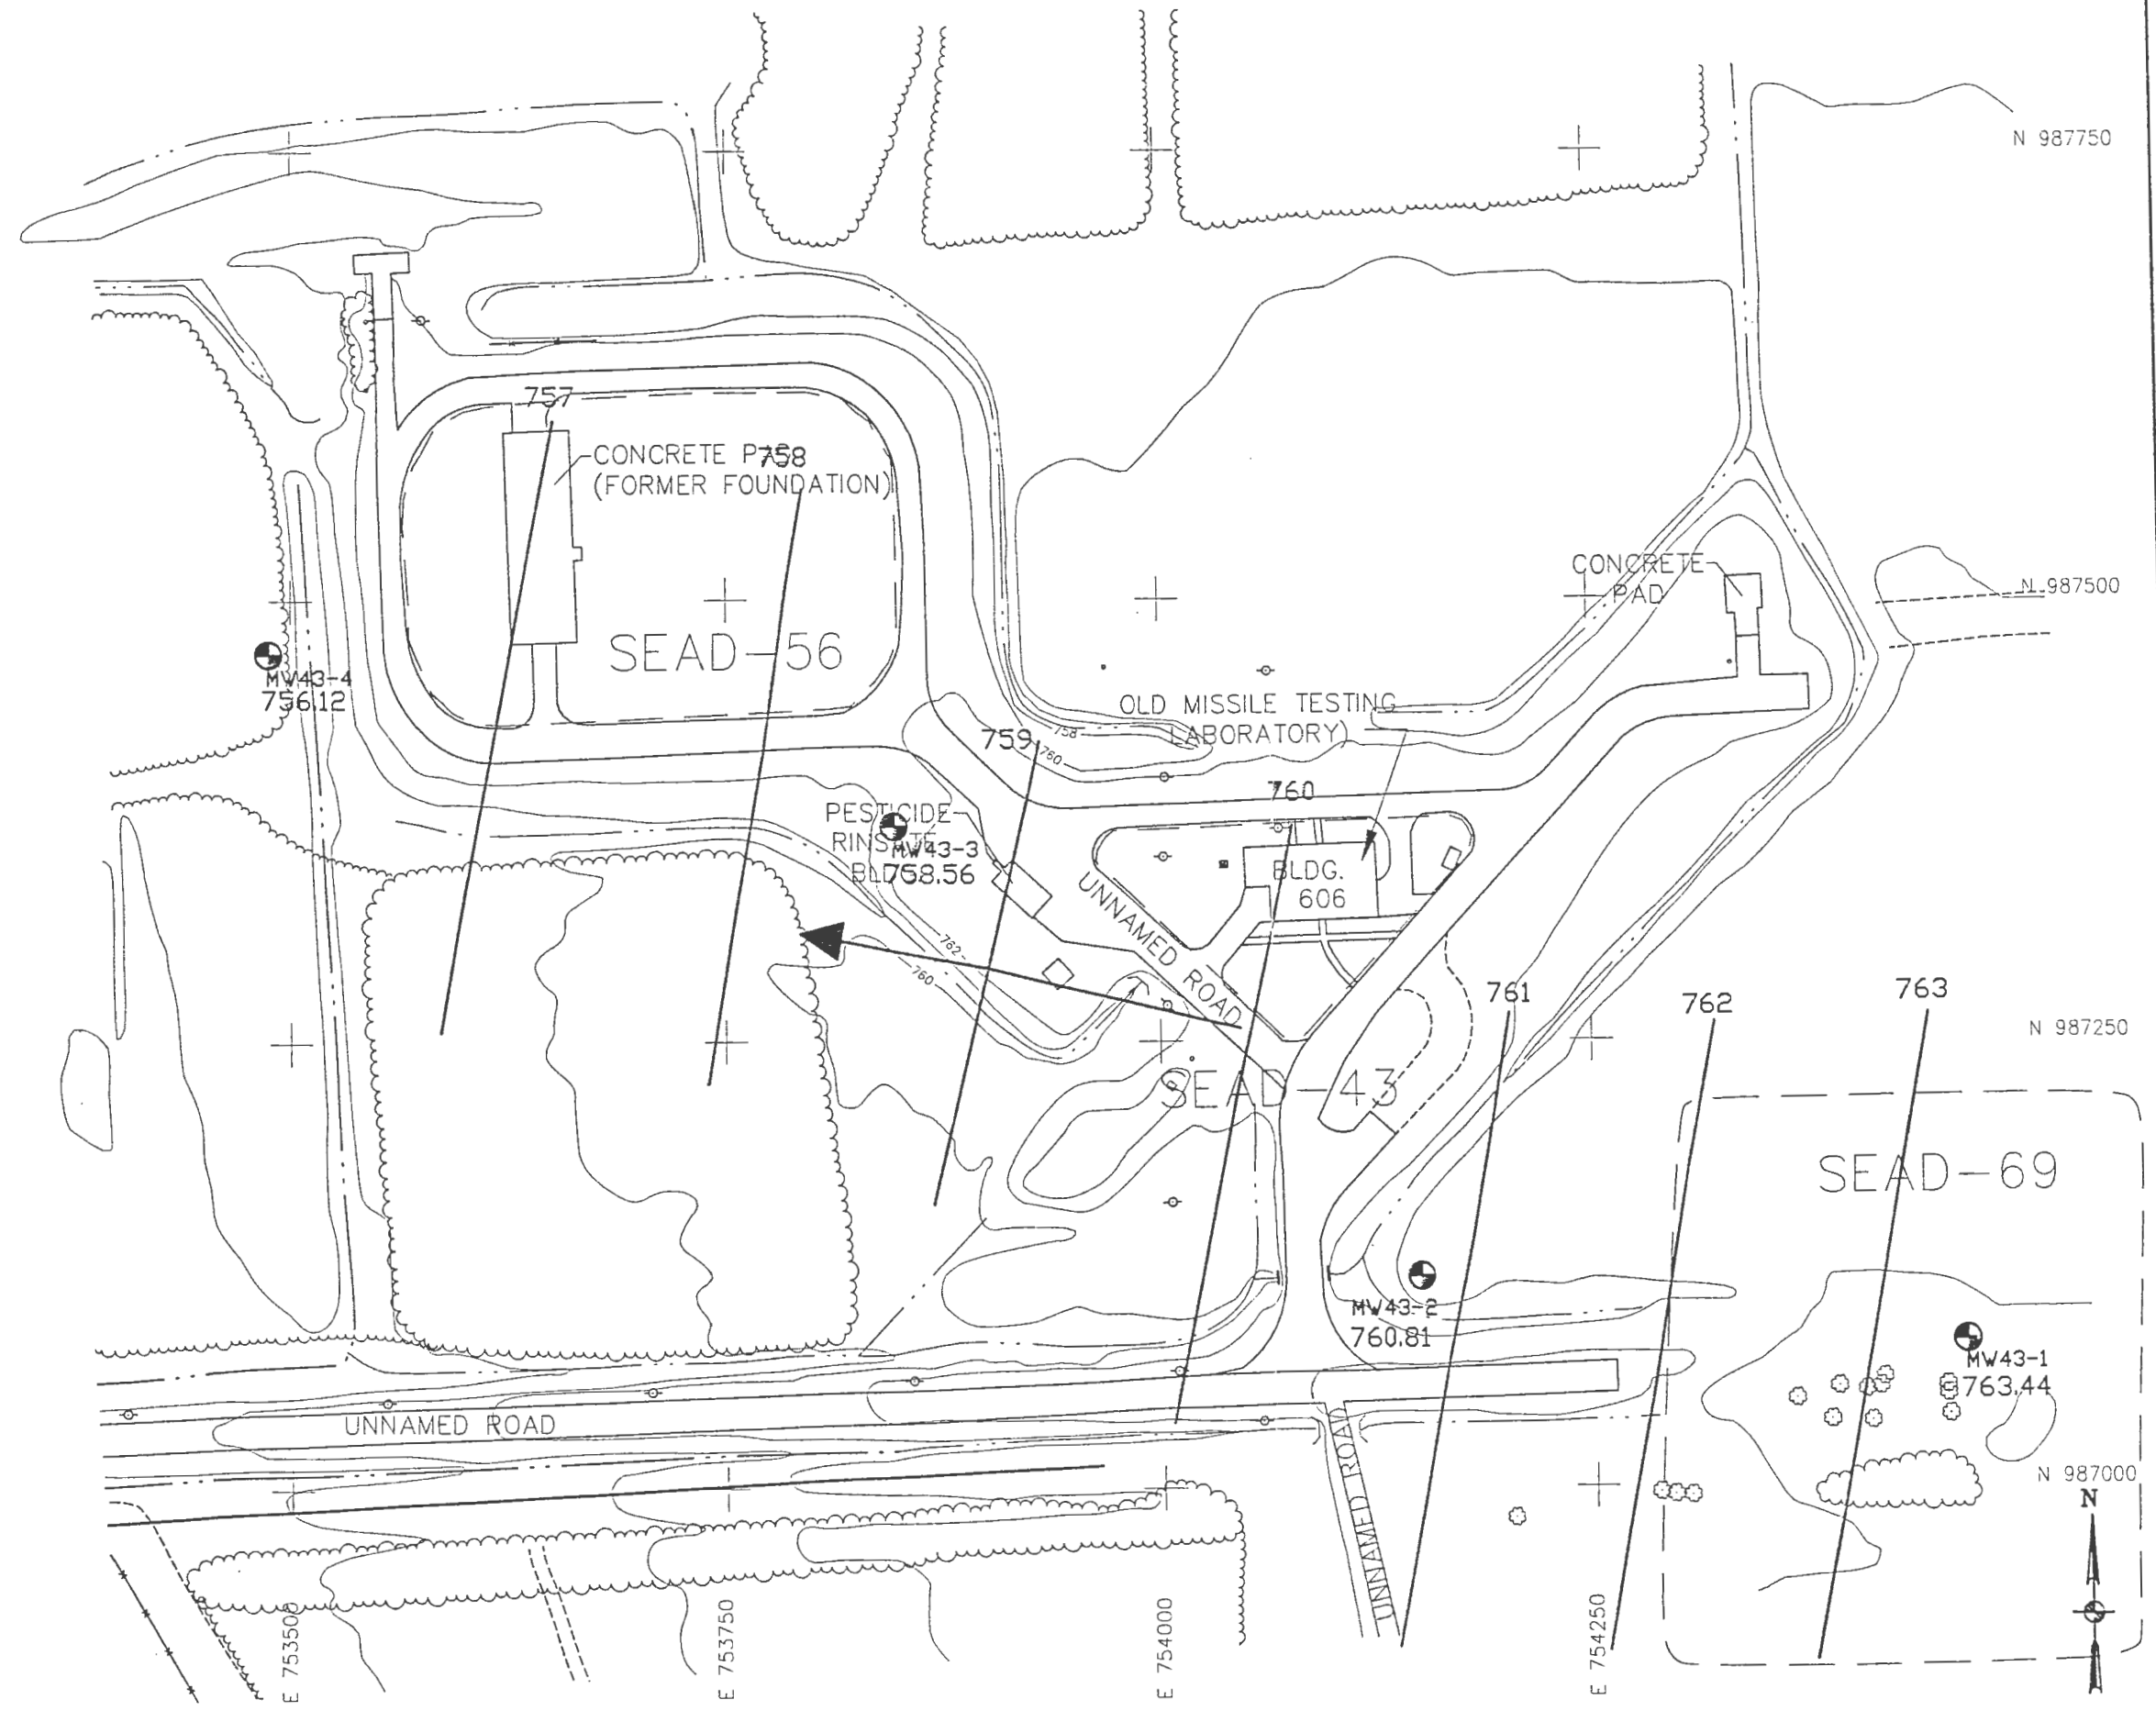 N 987750
757
CONCRETE PAD
758
(FORMER FOUNDATION)
CONCRETE
PAD
N 987500
SEAD-56
MW43-4
756.12
OLD MISSILE TESTING
LABORATORY)
758
759
760
760
PESTICIDE
RINSATE
BLDG.
MW43-3
758.56
BLDG.
606
UNNAMED ROAD
762
760
761
762
763
N 987250
SEAD-43
SEAD-69
MW43-2
760.81
MW43-1
763.44
UNNAMED ROAD
UNNAMED ROAD
N 987000
N
E 753500
E 753750
E 754000
E 754250